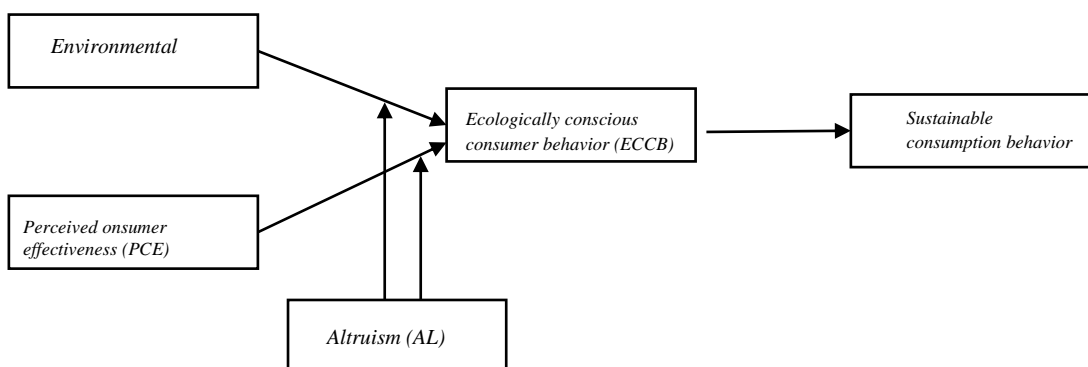 Environmental
Ecologically conscious
consumer behavior (ECCB)
Sustainable
consumption behavior
Perceived onsumer
effectiveness (PCE)
Altruism (AL)